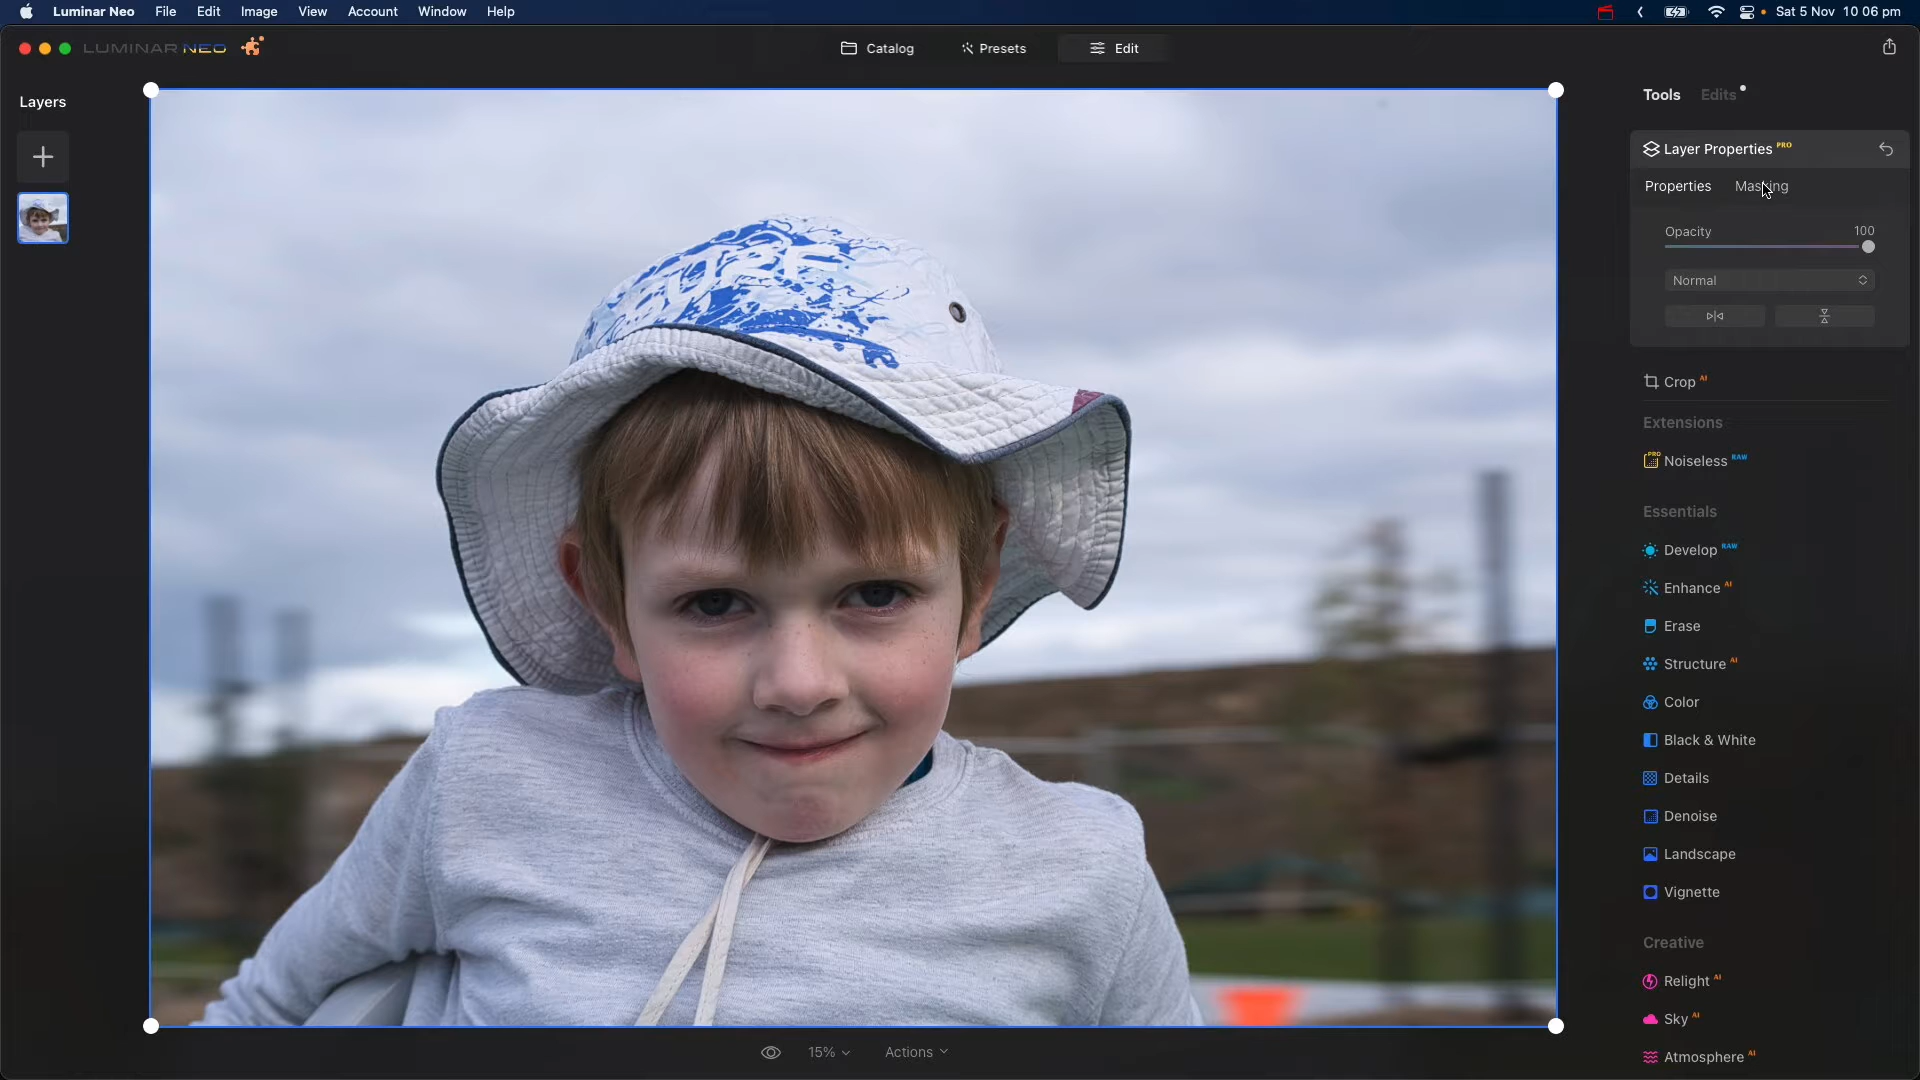 Luminar Neo File Edit Image View Account Window Help
Sat 5 Nov 10 06 pm
LUMINAR NEO
Catalog
Presets
Edit
Layers
Tools Edits
Layer Properties PRO
Properties Masking
Opacity 100
Normal
Crop AI
Extensions
Noiseless RAW
Essentials
Develop RAW
Enhance AI
Erase
Structure AI
Color
Black & White
Details
Denoise
Landscape
Vignette
Creative
Relight AI
Sky AI
Atmosphere AI
15%
Actions